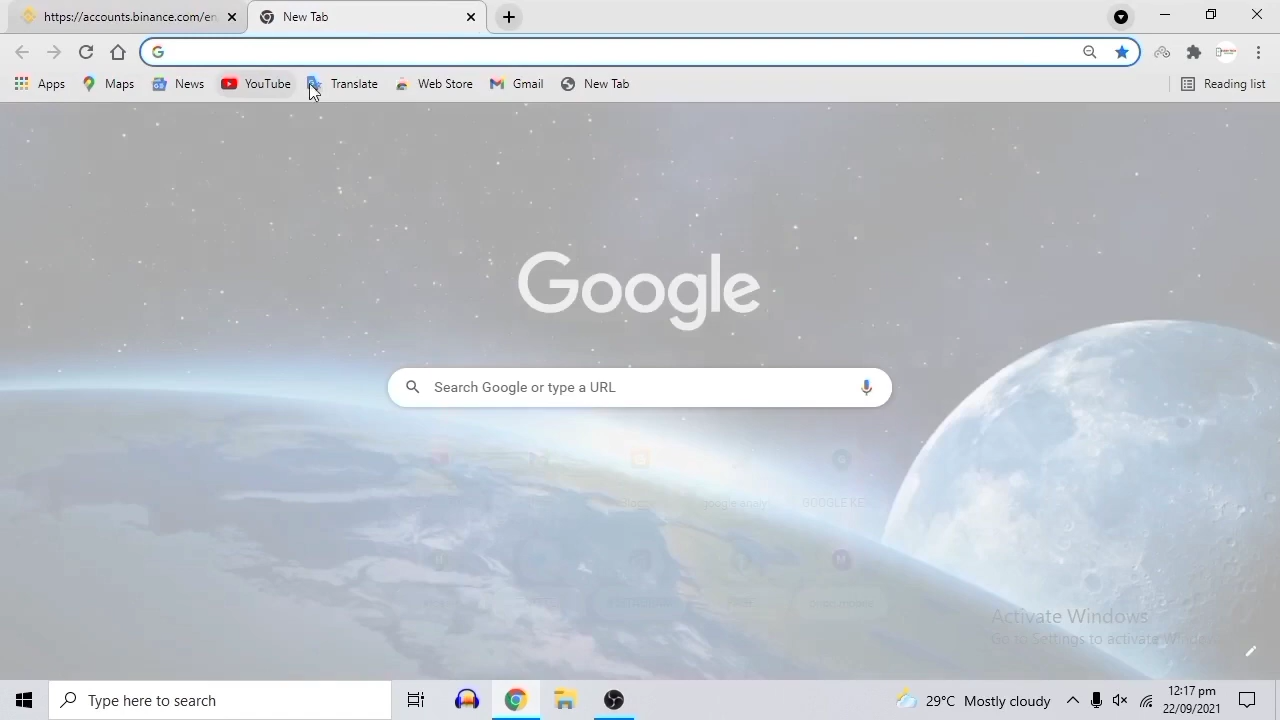 https://accounts.binance.com/en
New Tab
Apps
Maps
News
YouTube
Translate
Web Store
Gmail
New Tab
Reading list
Google
Search Google or type a URL
Activate Windows
Go to Settings to activate Windows.
Type here to search
29°C Mostly cloudy
12:17 pm
22/09/2021